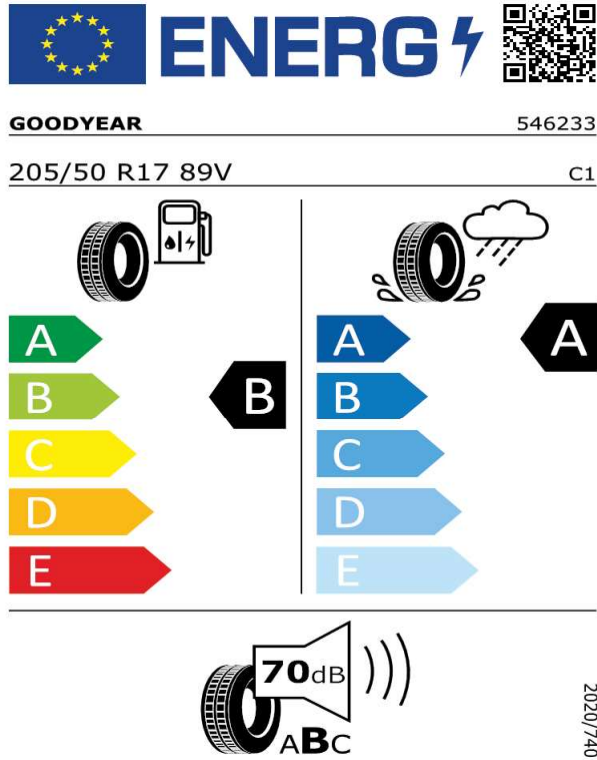 ENERG
GOODYEAR 546233
205/50 R17 89V C1
A A A
B B B
C C
D D
E E
70dB
ABC
2020/740